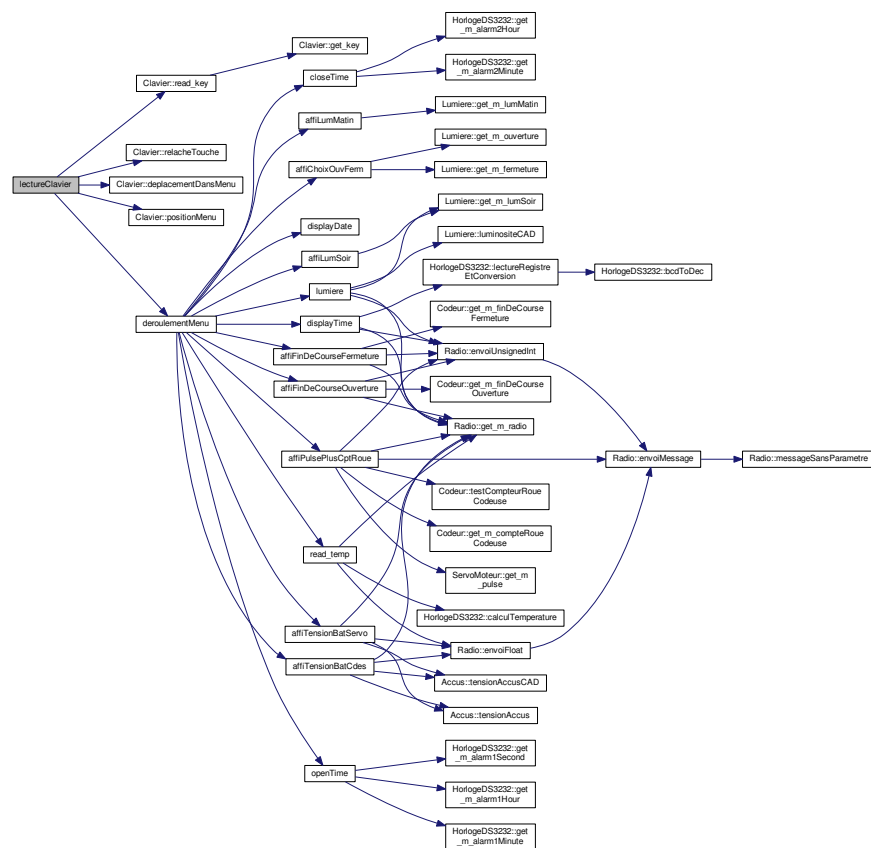 lectureClavier
Clavier::read_key
Clavier::relacheTouche
Clavier::deplacementDansMenu
Clavier::positionMenu
deroulementMenu
Clavier::get_key
closeTime
affiLumMatin
affiChoixOuvFerm
displayDate
affiLumSoir
lumiere
displayTime
affiFinDeCourseFermeture
affiFinDeCourseOuverture
affiPulsePlusCptRoue
read_temp
affiTensionBatServo
affiTensionBatCdes
openTime
HorlogeDS3232::get
_m_alarm2Hour
HorlogeDS3232::get
_m_alarm2Minute
Lumiere::get_m_lumMatin
Lumiere::get_m_ouverture
Lumiere::get_m_fermeture
Lumiere::get_m_lumSoir
Lumiere::luminositeCAD
HorlogeDS3232::lectureRegistre
EtConversion
Codeur::get_m_finDeCourse
Fermeture
Radio::envoiUnsignedInt
Codeur::get_m_finDeCourse
Ouverture
Radio::get_m_radio
Codeur::testCompteurRoue
Codeuse
Codeur::get_m_compteRoue
Codeuse
ServoMoteur::get_m
_pulse
HorlogeDS3232::calculTemperature
Radio::envoiFloat
Accus::tensionAccusCAD
Accus::tensionAccus
HorlogeDS3232::get
_m_alarm1Second
HorlogeDS3232::get
_m_alarm1Hour
HorlogeDS3232::get
_m_alarm1Minute
HorlogeDS3232::bcdToDec
Radio::envoiMessage
Radio::messageSansParametre